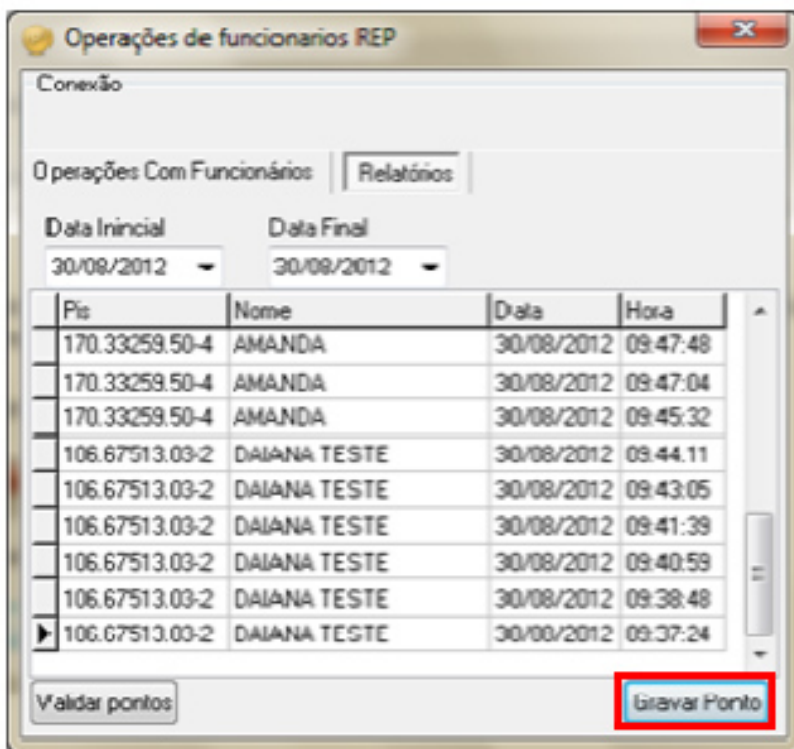 Operações de funcionarios REP
Conexão
Operações Com Funcionários Relatórios
Data Inincial Data Final
30/08/2012 30/08/2012
Pis Nome Data Hora
170.33259.50-4 AMANDA 30/08/2012 09:47:48
170.33259.50-4 AMANDA 30/08/2012 09:47:04
170.33259.50-4 AMANDA 30/08/2012 09:45:32
106.67513.03-2 DAIANA TESTE 30/08/2012 09:44:11
106.67513.03-2 DAIANA TESTE 30/08/2012 09:43:05
106.67513.03-2 DAIANA TESTE 30/08/2012 09:41:39
106.67513.03-2 DAIANA TESTE 30/08/2012 09:40:59
106.67513.03-2 DAIANA TESTE 30/08/2012 09:38:48
106.67513.03-2 DAIANA TESTE 30/08/2012 09:37:24
Validar pontos Gravar Ponto